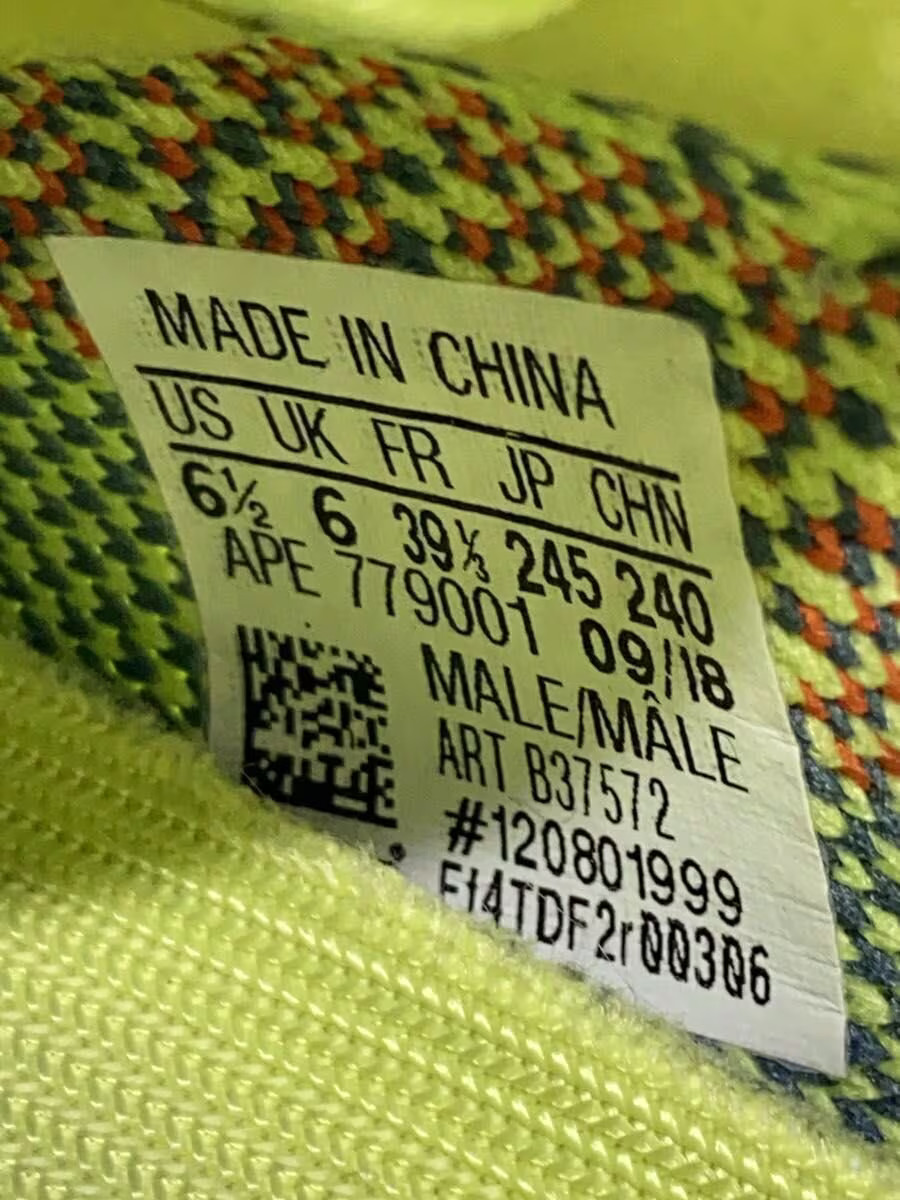 MADE IN CHINA
US UK FR JP CHN
6½ 6 39⅓ 245 240
APE 779001 09/18
MALE/MÂLE
ART B37572
#120801999